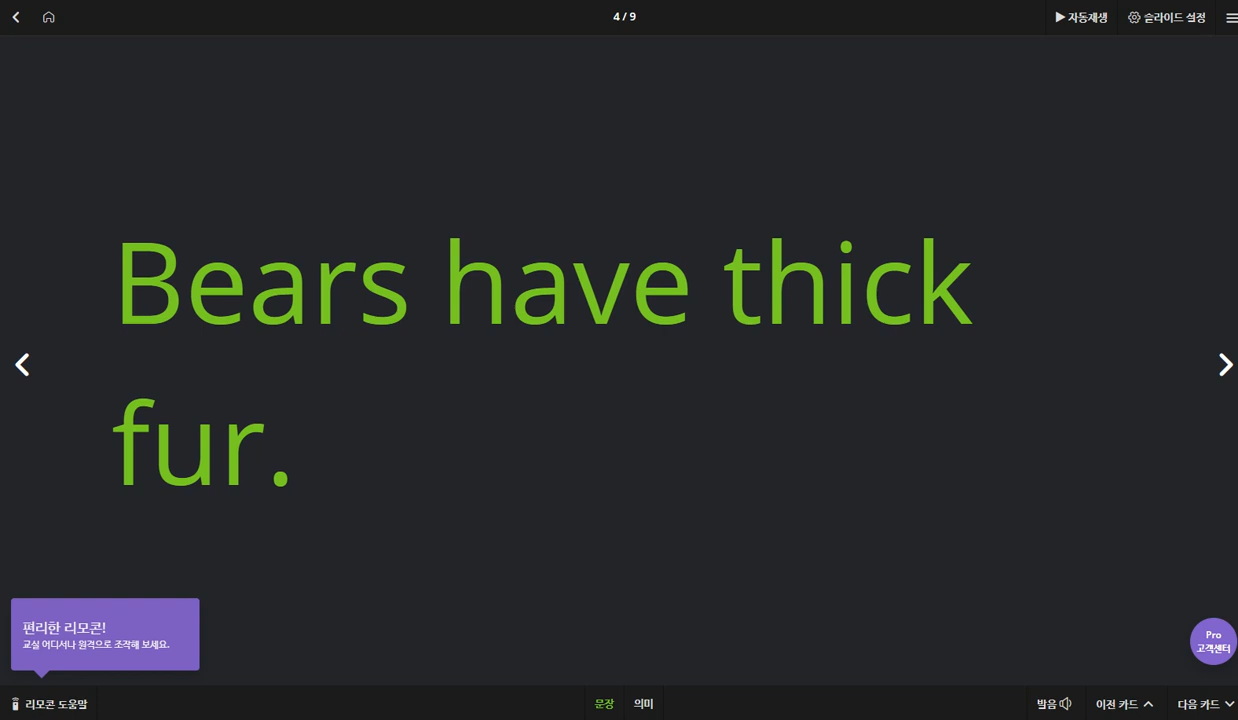 4 / 9
자동재생
슬라이드 설정
Bears have thick
fur.
편리한 리모콘!
교실 어디서나 원격으로 조작해 보세요.
Pro
고객센터
리모콘 도움말
문장
의미
발음
이전 카드
다음 카드